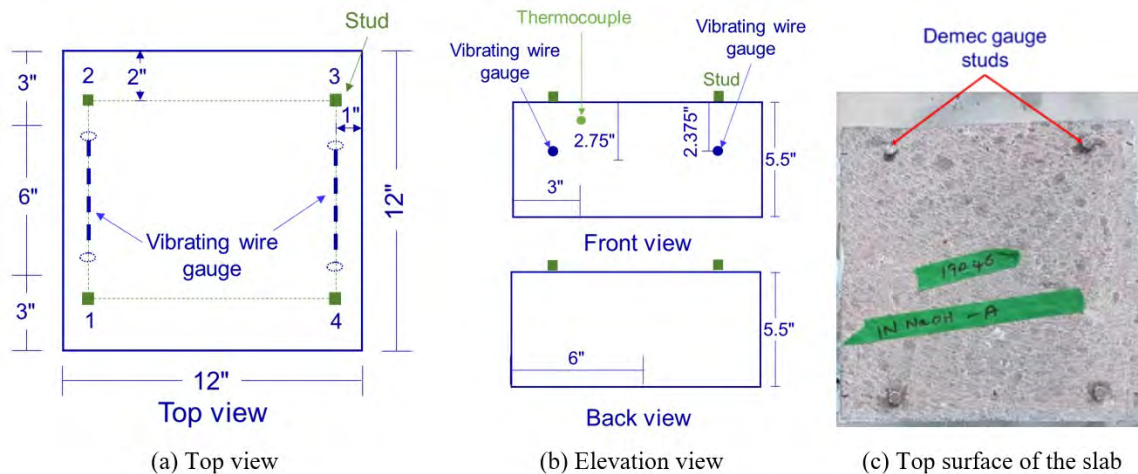 Stud
3"
2"
2
3
1"
6"
12"
Vibrating wire
gauge
3"
1
4
12"
Top view
(a) Top view
Thermocouple
Vibrating wire
gauge
Vibrating wire
gauge
Stud
2.75"
2.375"
5.5"
3"
Front view
5.5"
6"
Back view
(b) Elevation view
Demec gauge
studs
19046
1N NaOH -A
(c) Top surface of the slab